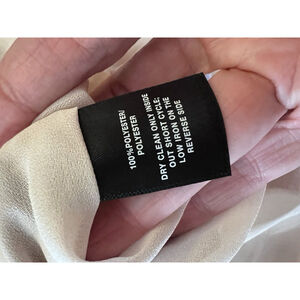 100%POLYESTER/
POLYESTER
DRY CLEAN ONLY INSIDE
OUT SHORT CYCLE;
LOW IRON ON THE
REVERSE SIDE